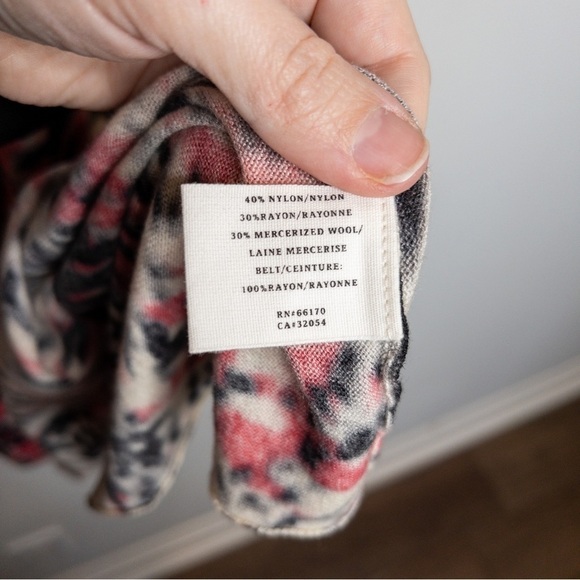 40% NYLON/NYLON
30%RAYON/RAYONNE
30% MERCERIZED WOOL/
LAINE MERCERISE
BELT/CEINTURE:
100%RAYON/RAYONNE
RN#66170
CA#32054